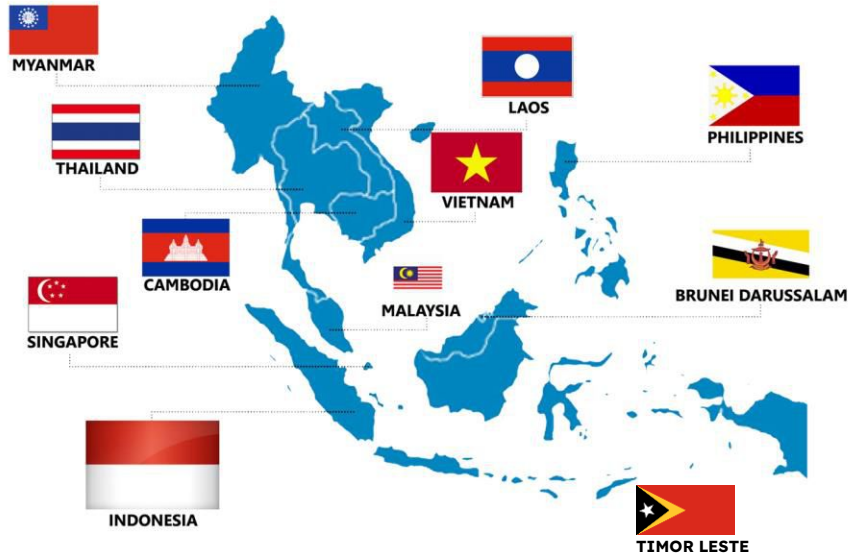 MYANMAR
LAOS
PHILIPPINES
THAILAND
VIETNAM
CAMBODIA
MALAYSIA
BRUNEI DARUSSALAM
SINGAPORE
INDONESIA
TIMOR LESTE